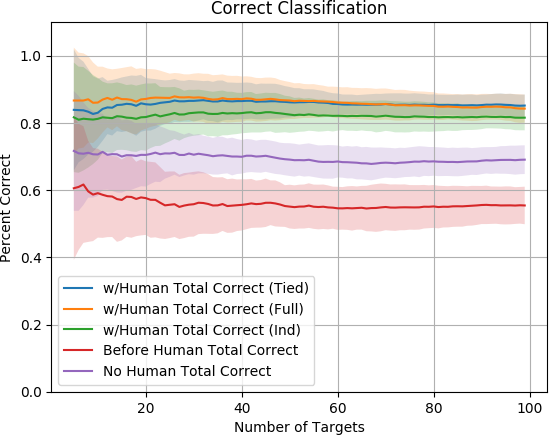 Correct Classification
Percent Correct
1.0
0.8
0.6
0.4
0.2
0.0
w/Human Total Correct (Tied)
w/Human Total Correct (Full)
w/Human Total Correct (Ind)
Before Human Total Correct
No Human Total Correct
20 40 60 80 100
Number of Targets